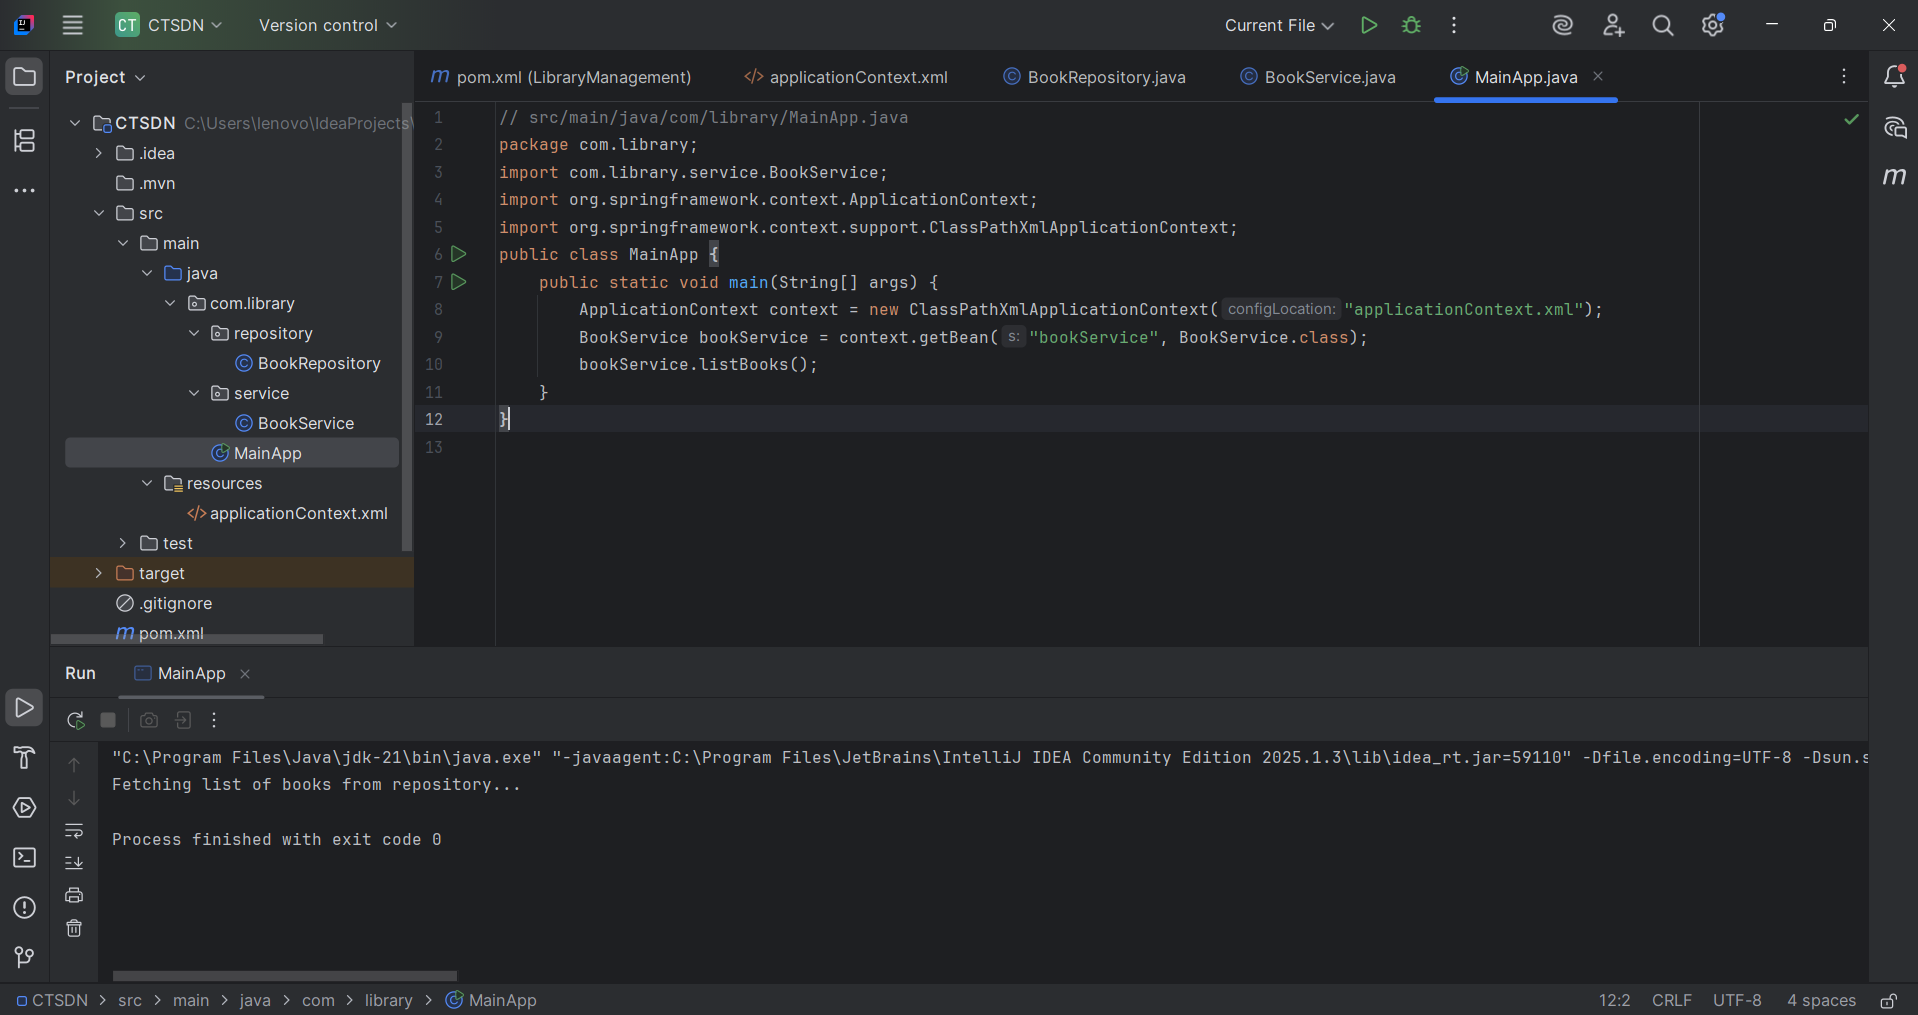 CT CTSDN Version control Current File
Project
pom.xml (LibraryManagement) applicationContext.xml BookRepository.java BookService.java MainApp.java
CTSDN C:\Users\lenovo\IdeaProjects\
.idea
.mvn
src
main
java
com.library
repository
BookRepository
service
BookService
MainApp
resources
applicationContext.xml
test
target
.gitignore
pom.xml
1 // src/main/java/com/library/MainApp.java
2 package com.library;
3 import com.library.service.BookService;
4 import org.springframework.context.ApplicationContext;
5 import org.springframework.context.support.ClassPathXmlApplicationContext;
6 public class MainApp {
7 public static void main(String[] args) {
8 ApplicationContext context = new ClassPathXmlApplicationContext( configLocation: "applicationContext.xml");
9 BookService bookService = context.getBean( s: "bookService", BookService.class);
10 bookService.listBooks();
11 }
12 }
13
Run MainApp
"C:\Program Files\Java\jdk-21\bin\java.exe" "-javaagent:C:\Program Files\JetBrains\IntelliJ IDEA Community Edition 2025.1.3\lib\idea_rt.jar=59110" -Dfile.encoding=UTF-8 -Dsun.s
Fetching list of books from repository...
Process finished with exit code 0
CTSDN > src > main > java > com > library > MainApp 12:2 CRLF UTF-8 4 spaces